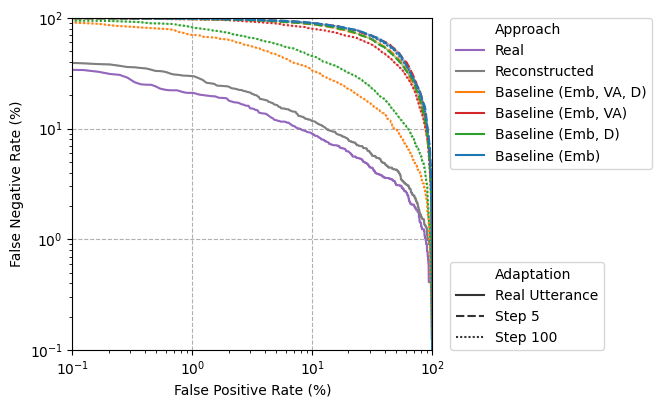 10²
10¹
10⁰
10⁻¹
False Negative Rate (%)
10⁻¹
10⁰
10¹
10²
False Positive Rate (%)
Approach
Real
Reconstructed
Baseline (Emb, VA, D)
Baseline (Emb, VA)
Baseline (Emb, D)
Baseline (Emb)
Adaptation
Real Utterance
Step 5
Step 100